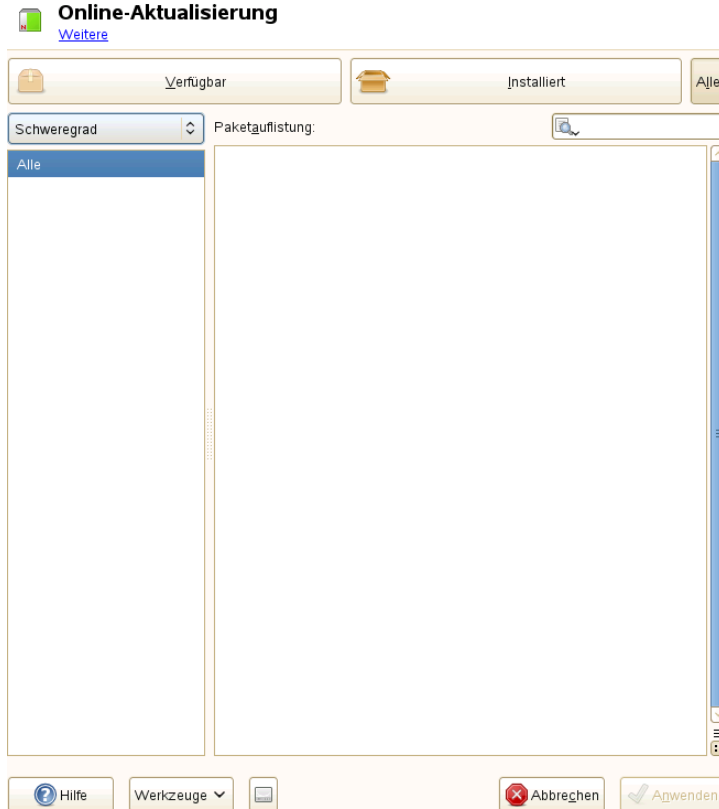 Online-Aktualisierung
Weitere
Verfügbar
Installiert
Alle
Schweregrad
Paketauflistung:
Alle
Hilfe
Werkzeuge
Abbrechen
Anwenden